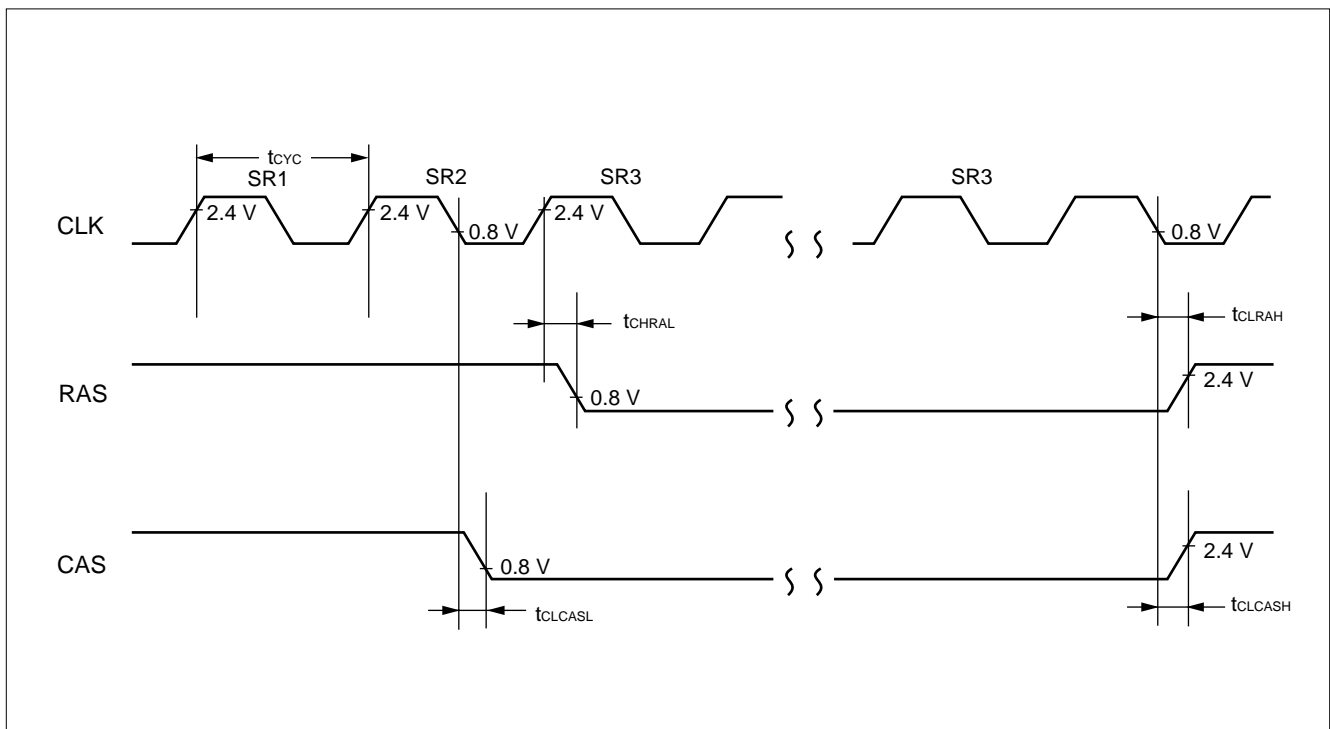 tCYC
SR1 SR2 SR3 SR3
CLK 2.4 V 2.4 V 0.8 V 2.4 V 0.8 V
tCHRAL tCLRAH
RAS 0.8 V 2.4 V
CAS 0.8 V 2.4 V
tCLCASL tCLCASH